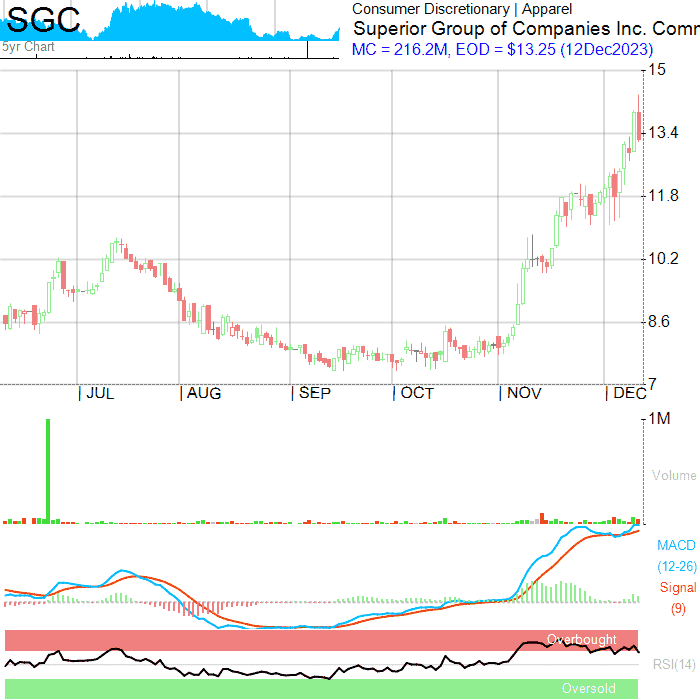 SGC
5yr Chart
Consumer Discretionary | Apparel
Superior Group of Companies Inc. Comm
MC = 216.2M, EOD = $13.25 (12Dec2023)
15
13.4
11.8
10.2
8.6
7
JUL AUG SEP OCT NOV DEC
1M
Volume
MACD
(12-26)
Signal
(9)
Overbought
RSI(14)
Oversold